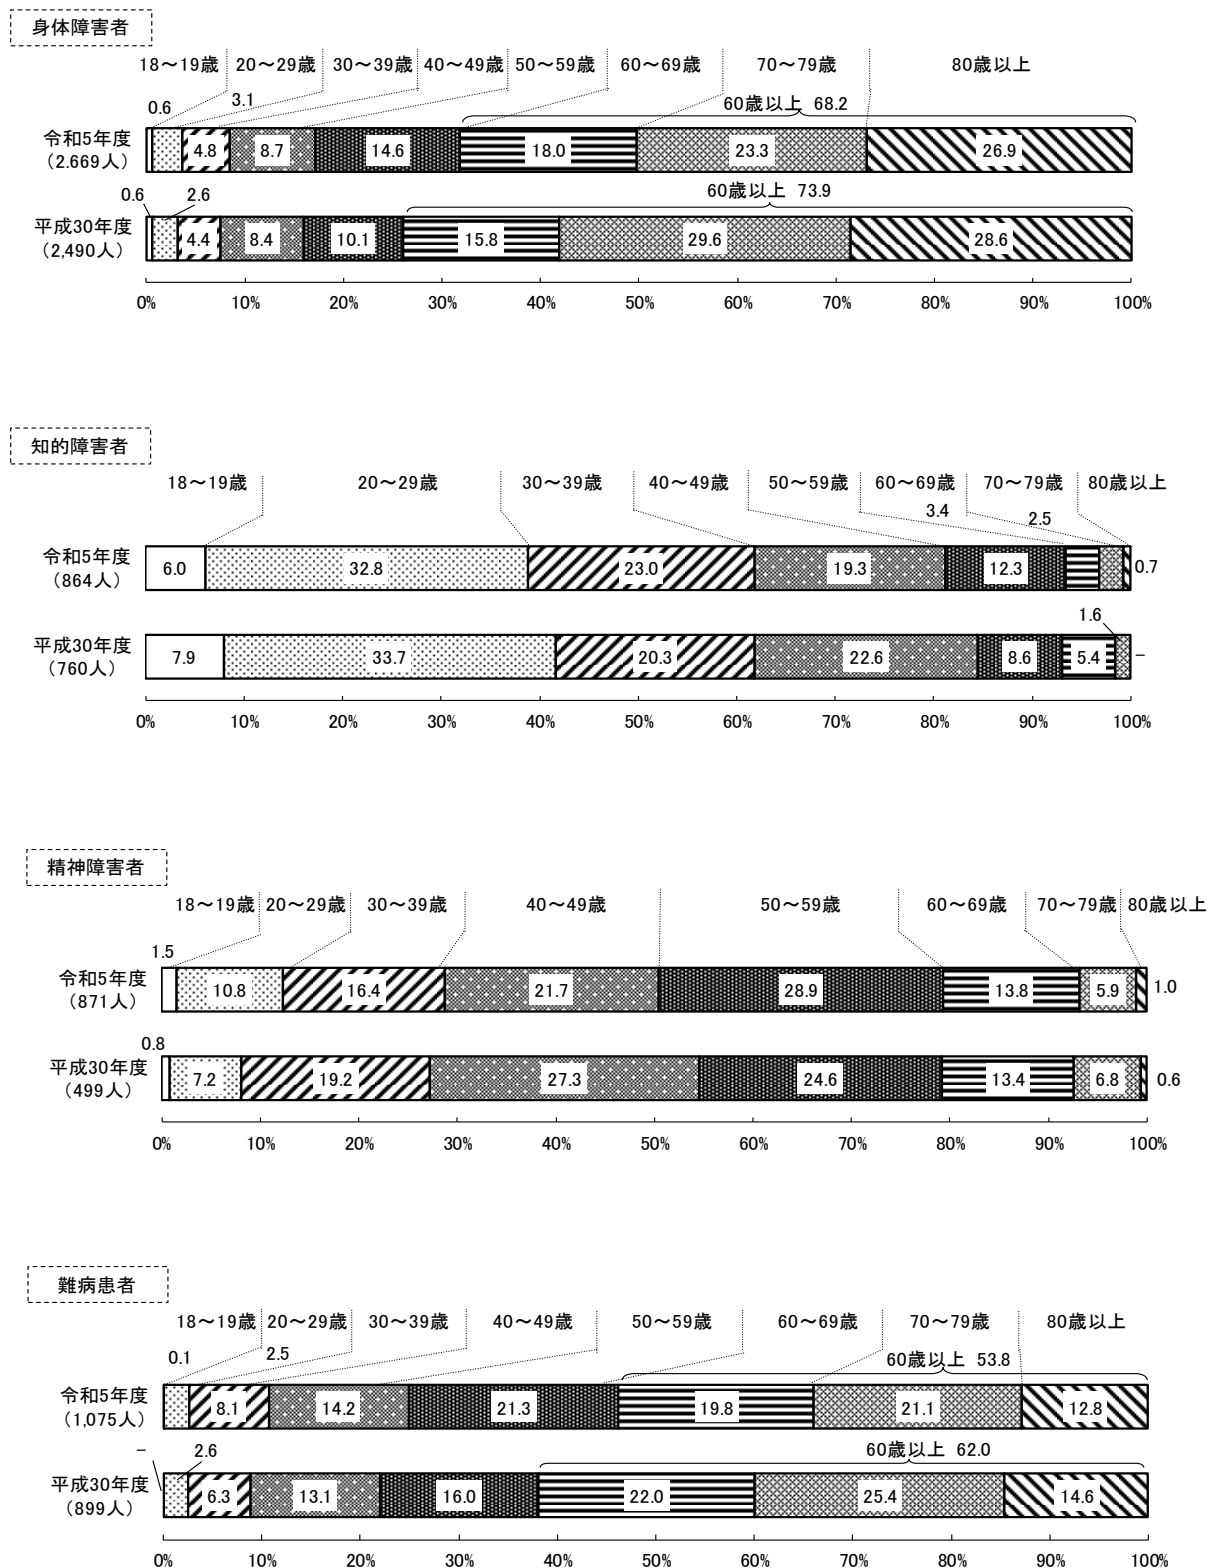 身体障害者
18～19歳 20～29歳 30～39歳 40～49歳 50～59歳 60～69歳 70～79歳 80歳以上
0.6 3.1 60歳以上 68.2
令和5年度
(2.669人)
4.8 8.7 14.6 18.0 23.3 26.9
0.6 2.6 60歳以上 73.9
平成30年度
(2,490人)
4.4 8.4 10.1 15.8 29.6 28.6
0% 10% 20% 30% 40% 50% 60% 70% 80% 90% 100%
知的障害者
18～19歳 20～29歳 30～39歳 40～49歳 50～59歳 60～69歳 70～79歳 80歳以上
3.4 2.5
令和5年度
(864人)
6.0 32.8 23.0 19.3 12.3 0.7
1.6
平成30年度
(760人)
7.9 33.7 20.3 22.6 8.6 5.4 −
0% 10% 20% 30% 40% 50% 60% 70% 80% 90% 100%
精神障害者
18～19歳 20～29歳 30～39歳 40～49歳 50～59歳 60～69歳 70～79歳 80歳以上
1.5
令和5年度
(871人)
10.8 16.4 21.7 28.9 13.8 5.9 1.0
0.8
平成30年度
(499人)
7.2 19.2 27.3 24.6 13.4 6.8 0.6
0% 10% 20% 30% 40% 50% 60% 70% 80% 90% 100%
難病患者
18～19歳 20～29歳 30～39歳 40～49歳 50～59歳 60～69歳 70～79歳 80歳以上
0.1 2.5 60歳以上 53.8
令和5年度
(1,075人)
8.1 14.2 21.3 19.8 21.1 12.8
− 2.6 60歳以上 62.0
平成30年度
(899人)
6.3 13.1 16.0 22.0 25.4 14.6
0% 10% 20% 30% 40% 50% 60% 70% 80% 90% 100%